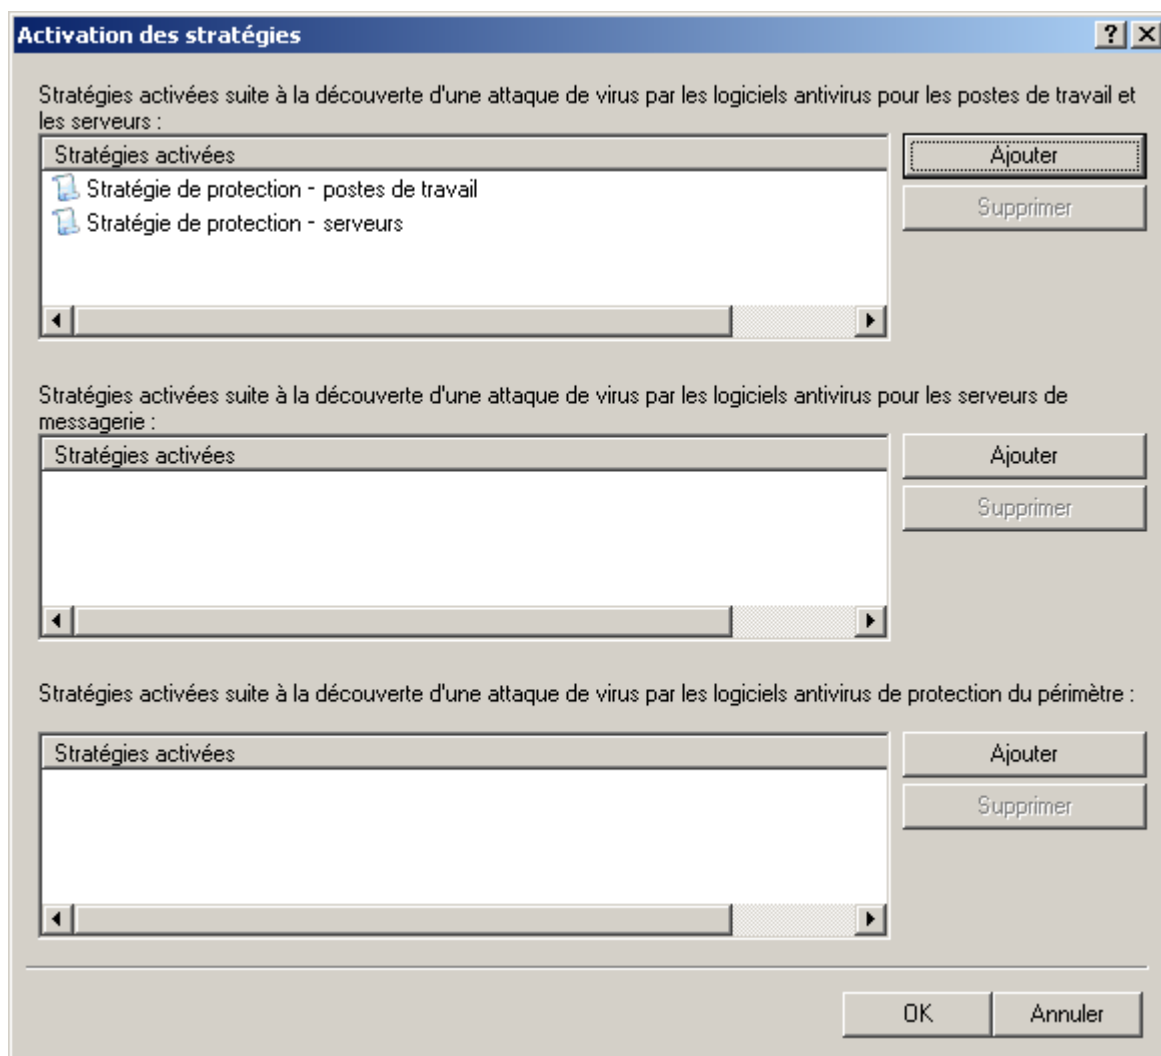 Activation des stratégies
Stratégies activées suite à la découverte d'une attaque de virus par les logiciels antivirus pour les postes de travail et
les serveurs :
Stratégies activées
Ajouter
Stratégie de protection - postes de travail
Supprimer
Stratégie de protection - serveurs
Stratégies activées suite à la découverte d'une attaque de virus par les logiciels antivirus pour les serveurs de
messagerie :
Stratégies activées
Ajouter
Supprimer
Stratégies activées suite à la découverte d'une attaque de virus par les logiciels antivirus de protection du périmètre :
Stratégies activées
Ajouter
Supprimer
OK
Annuler